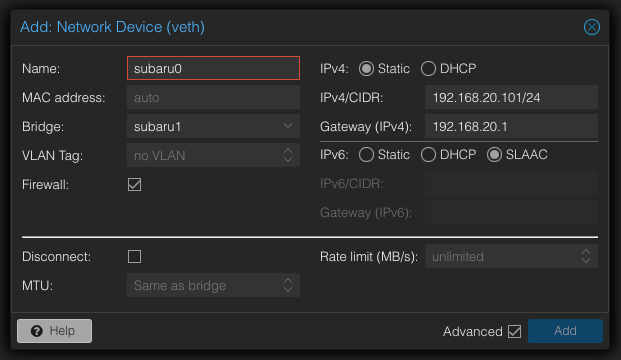 Add: Network Device (veth)
Name: subaru0 IPv4: Static DHCP
MAC address: auto IPv4/CIDR: 192.168.20.101/24
Bridge: subaru1 Gateway (IPv4): 192.168.20.1
VLAN Tag: no VLAN IPv6: Static DHCP SLAAC
Firewall: IPv6/CIDR:
Gateway (IPv6):
Disconnect: Rate limit (MB/s): unlimited
MTU: Same as bridge
? Help Advanced Add